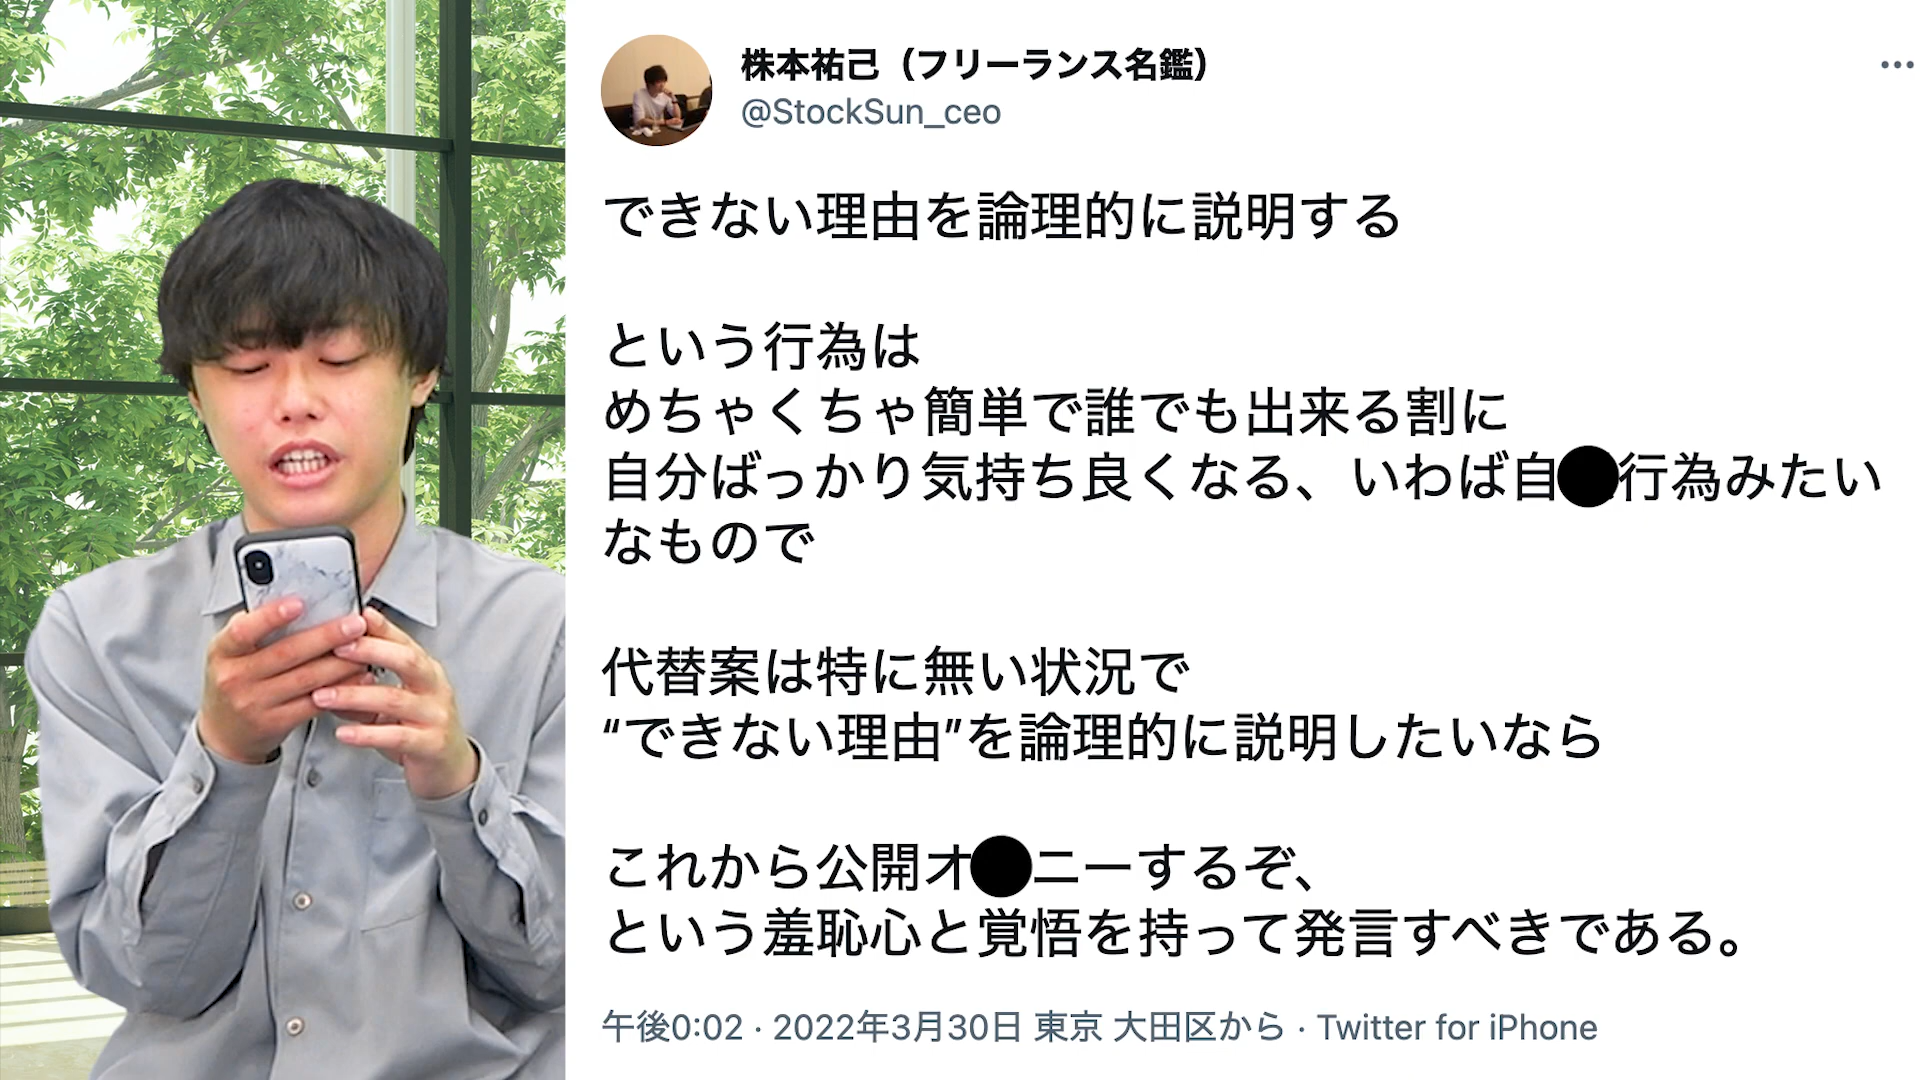 株本祐己（フリーランス名鑑）
@StockSun_ceo
できない理由を論理的に説明する
という行為は
めちゃくちゃ簡単で誰でも出来る割に
自分ばっかり気持ち良くなる、いわば自●行為みたい
なもので
代替案は特に無い状況で
“できない理由”を論理的に説明したいなら
これから公開オ●ニーするぞ、
という羞恥心と覚悟を持って発言すべきである。
午後0:02 · 2022年3月30日 東京 大田区から · Twitter for iPhone